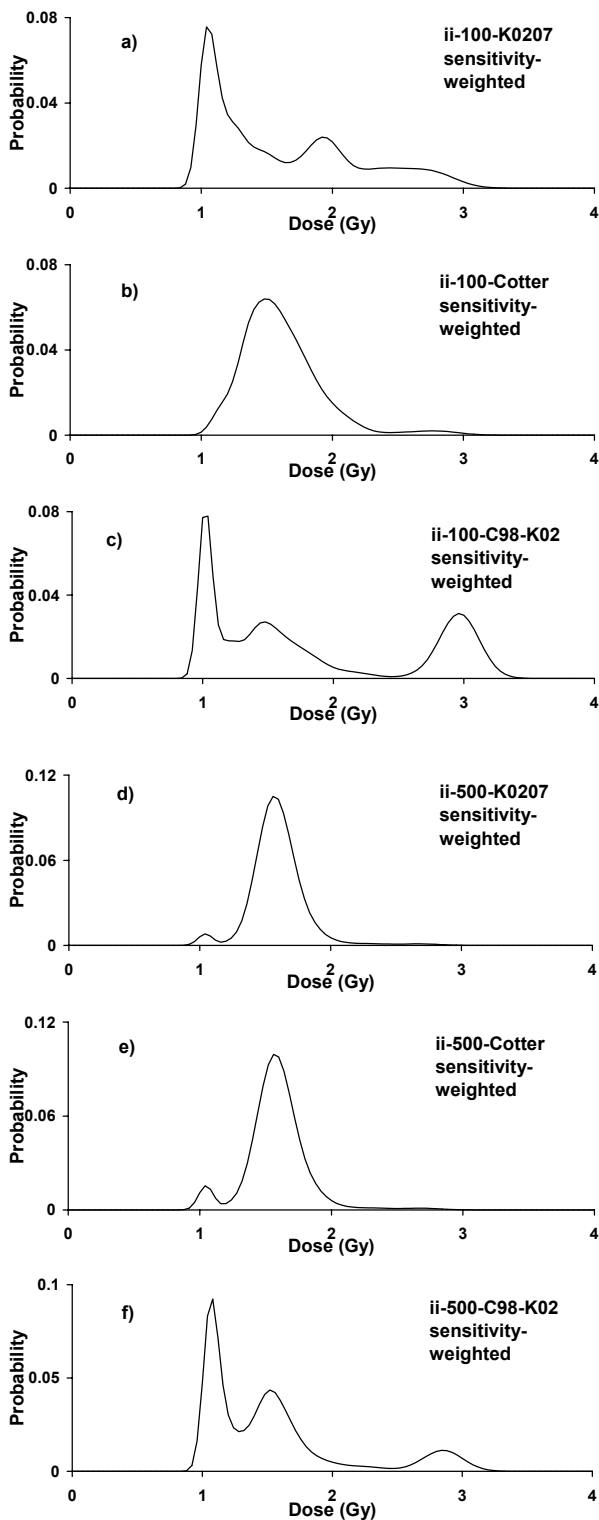 0.08
a)
ii-100-K0207
sensitivity-
weighted
Probability
0.04
0
0 1 2 3 4
Dose (Gy)
0.08
b)
ii-100-Cotter
sensitivity-
weighted
Probability
0.04
0
0 1 2 3 4
Dose (Gy)
0.08
c)
ii-100-C98-K02
sensitivity-
weighted
Probability
0.04
0
0 1 2 3 4
Dose (Gy)
0.12
d)
ii-500-K0207
sensitivity-
weighted
Probability
0.06
0
0 1 2 3 4
Dose (Gy)
0.12
e)
ii-500-Cotter
sensitivity-
weighted
Probability
0.06
0
0 1 2 3 4
Dose (Gy)
0.1
f)
ii-500-C98-K02
sensitivity-
weighted
Probability
0.05
0
0 1 2 3 4
Dose (Gy)